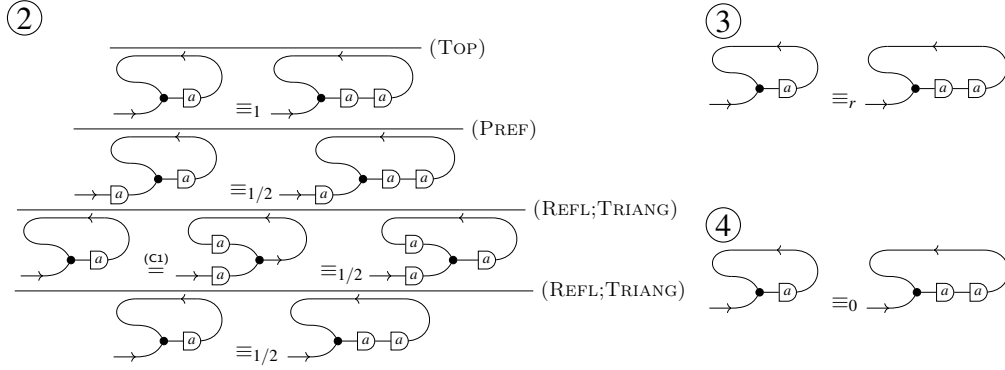 ② ③
(TOP)
a ≡1 a a a ≡r a a
(PREF)
a a ≡1/2 a a a
(REFL;TRIANG) ④
a (C1) = a a ≡1/2 a a a
(REFL;TRIANG) a ≡0 a a
a ≡1/2 a a